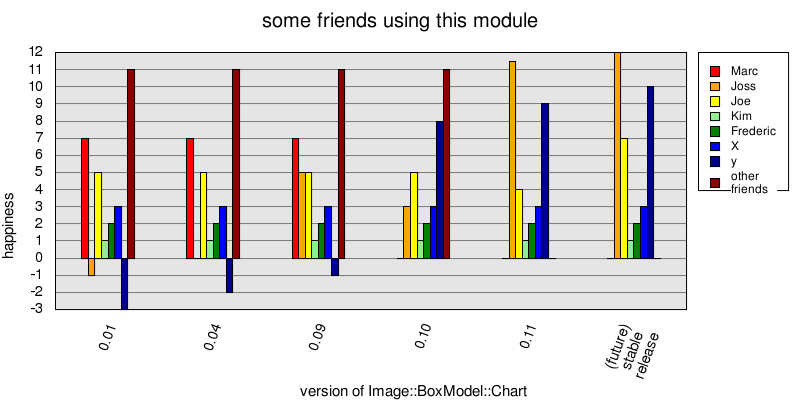 some friends using this module
12
11
10
9
8
7
6
5
4
3
2
1
0
-1
-2
-3
happiness
0.01
0.04
0.09
0.10
0.11
(future)
stable
release
version of Image::BoxModel::Chart
Marc
Joss
Joe
Kim
Frederic
X
y
other
friends